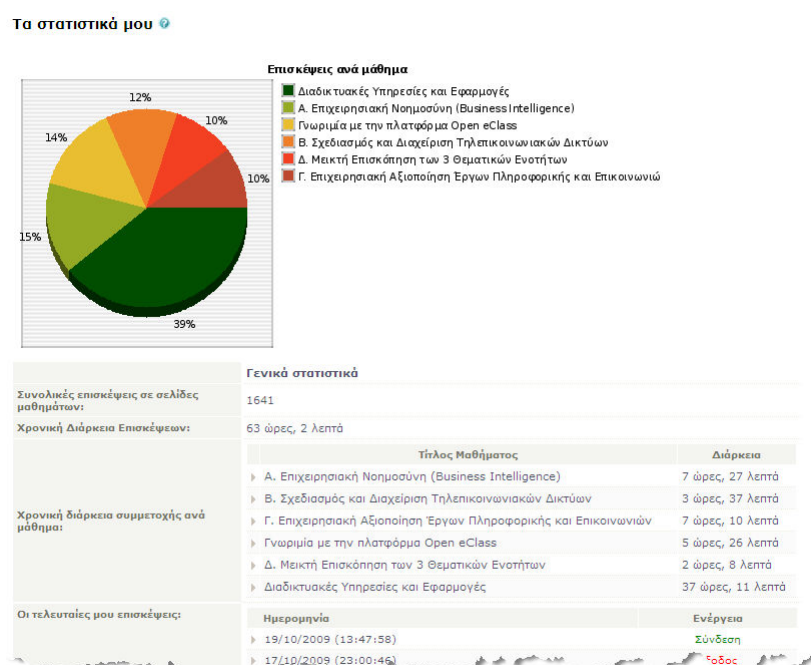 Τα στατιστικά μου
Επισκέψεις ανά μάθημα
Διαδικτυακές Υπηρεσίες και Εφαρμογές
Α. Επιχειρησιακή Νοημοσύνη (Business Intelligence)
Γνωριμία με την πλατφόρμα Open eClass
Β. Σχεδιασμός και Διαχείριση Τηλεπικοινωνιακών Δικτύων
Δ. Μεικτή Επισκόπηση των 3 Θεματικών Ενοτήτων
Γ. Επιχειρησιακή Αξιοποίηση Έργων Πληροφορικής και Επικοινωνιώ
12%
10%
14%
10%
15%
39%
Γενικά στατιστικά
Συνολικές επισκέψεις σε σελίδες
μαθημάτων:
1641
Χρονική Διάρκεια Επισκέψεων:
63 ώρες, 2 λεπτά
Χρονική διάρκεια συμμετοχής ανά
μάθημα:
Τίτλος Μαθήματος Διάρκεια
Α. Επιχειρησιακή Νοημοσύνη (Business Intelligence) 7 ώρες, 27 λεπτά
Β. Σχεδιασμός και Διαχείριση Τηλεπικοινωνιακών Δικτύων 3 ώρες, 37 λεπτά
Γ. Επιχειρησιακή Αξιοποίηση Έργων Πληροφορικής και Επικοινωνιών 7 ώρες, 10 λεπτά
Γνωριμία με την πλατφόρμα Open eClass 5 ώρες, 26 λεπτά
Δ. Μεικτή Επισκόπηση των 3 Θεματικών Ενοτήτων 2 ώρες, 8 λεπτά
Διαδικτυακές Υπηρεσίες και Εφαρμογές 37 ώρες, 11 λεπτά
Οι τελευταίες μου επισκέψεις:
Ημερομηνία Ενέργεια
19/10/2009 (13:47:58) Σύνδεση
17/10/2009 (23:00:46)